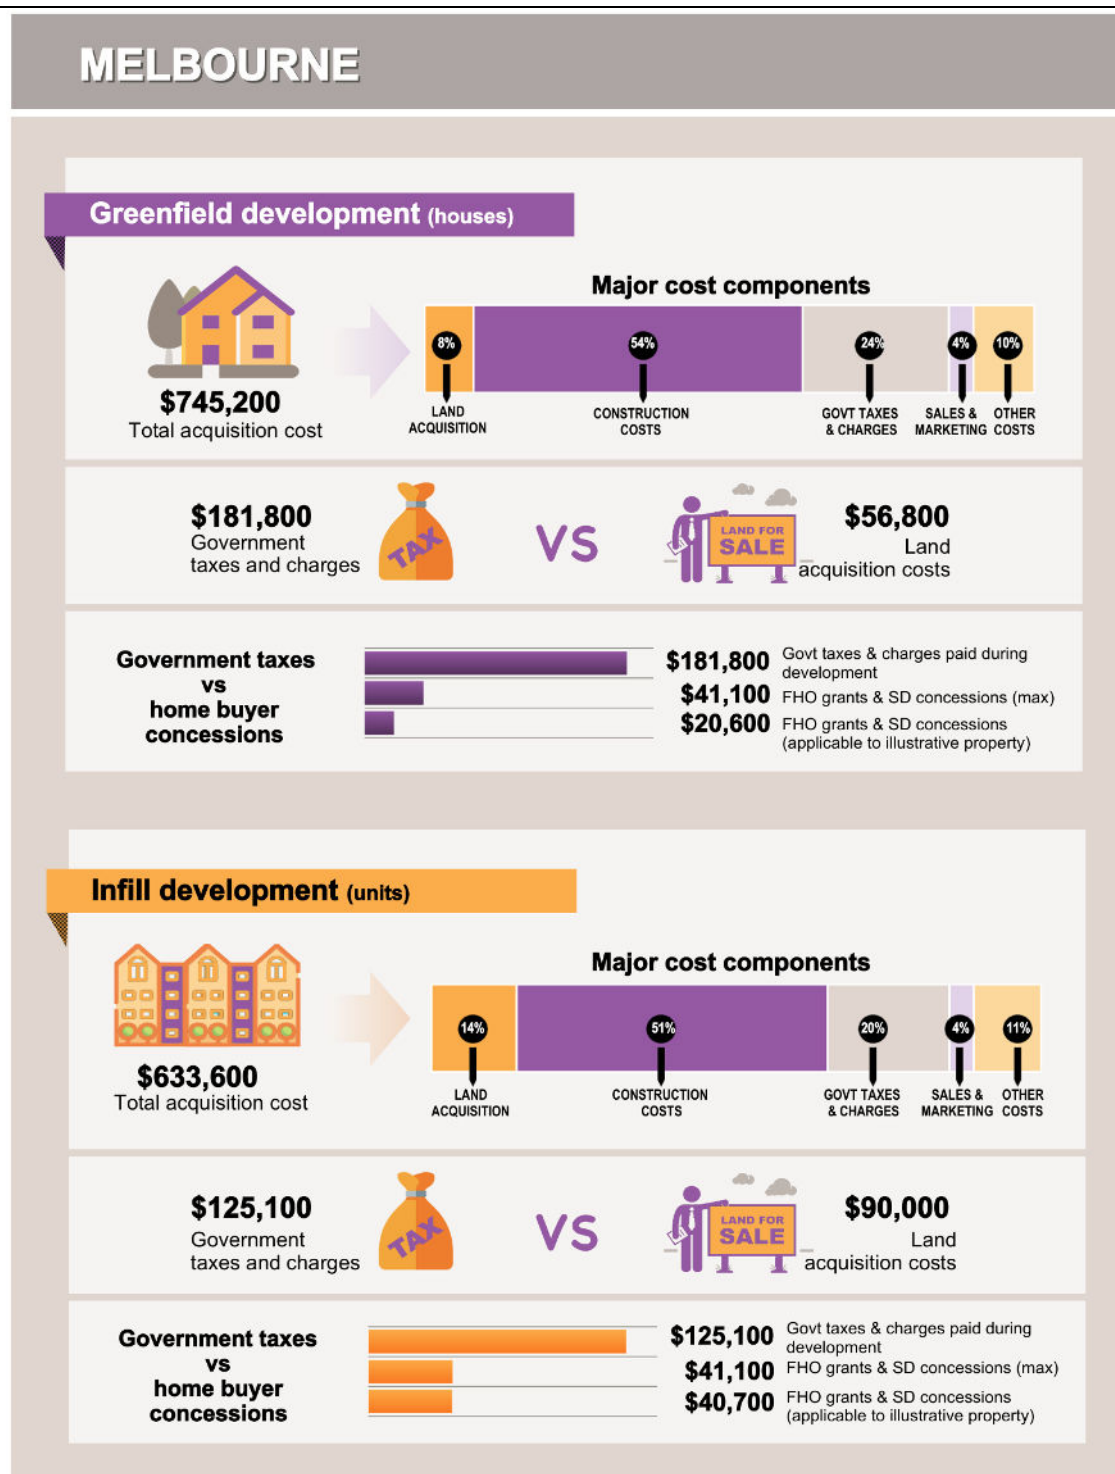 MELBOURNE
Greenfield development (houses)
Major cost components
8%
54%
24%
4%
10%
LAND
ACQUISITION
CONSTRUCTION
COSTS
GOVT TAXES
& CHARGES
SALES &
MARKETING
OTHER
COSTS
$745,200
Total acquisition cost
$181,800
Government
taxes and charges
TAX
VS
LAND FOR
SALE
$56,800
Land
acquisition costs
Government taxes
vs
home buyer
concessions
$181,800 Govt taxes & charges paid during
development
$41,100 FHO grants & SD concessions (max)
$20,600 FHO grants & SD concessions
(applicable to illustrative property)
Infill development (units)
Major cost components
14%
51%
20%
4%
11%
LAND
ACQUISITION
CONSTRUCTION
COSTS
GOVT TAXES
& CHARGES
SALES &
MARKETING
OTHER
COSTS
$633,600
Total acquisition cost
$125,100
Government
taxes and charges
TAX
VS
LAND FOR
SALE
$90,000
Land
acquisition costs
Government taxes
vs
home buyer
concessions
$125,100 Govt taxes & charges paid during
development
$41,100 FHO grants & SD concessions (max)
$40,700 FHO grants & SD concessions
(applicable to illustrative property)